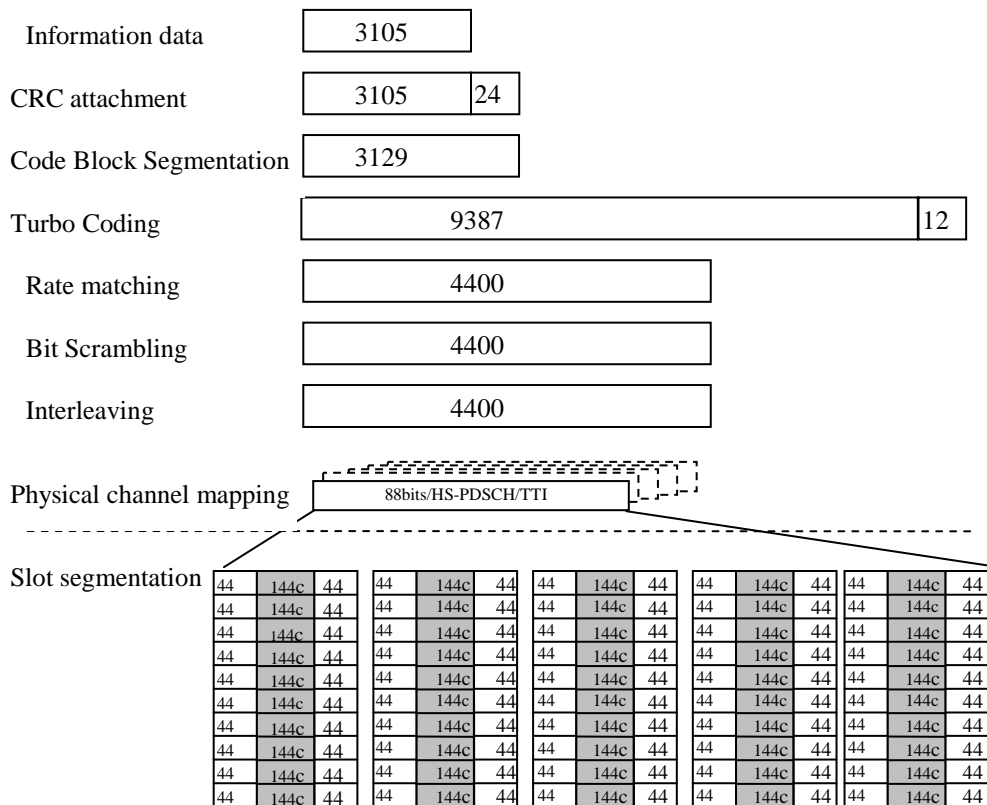 Information data 3105
CRC attachment 3105 24
Code Block Segmentation 3129
Turbo Coding 9387 12
Rate matching 4400
Bit Scrambling 4400
Interleaving 4400
Physical channel mapping 88bits/HS-PDSCH/TTI
Slot segmentation
44 144c 44 44 144c 44 44 144c 44 44 144c 44 44 144c 44
44 144c 44 44 144c 44 44 144c 44 44 144c 44 44 144c 44
44 144c 44 44 144c 44 44 144c 44 44 144c 44 44 144c 44
44 144c 44 44 144c 44 44 144c 44 44 144c 44 44 144c 44
44 144c 44 44 144c 44 44 144c 44 44 144c 44 44 144c 44
44 144c 44 44 144c 44 44 144c 44 44 144c 44 44 144c 44
44 144c 44 44 144c 44 44 144c 44 44 144c 44 44 144c 44
44 144c 44 44 144c 44 44 144c 44 44 144c 44 44 144c 44
44 144c 44 44 144c 44 44 144c 44 44 144c 44 44 144c 44
44 144c 44 44 144c 44 44 144c 44 44 144c 44 44 144c 44